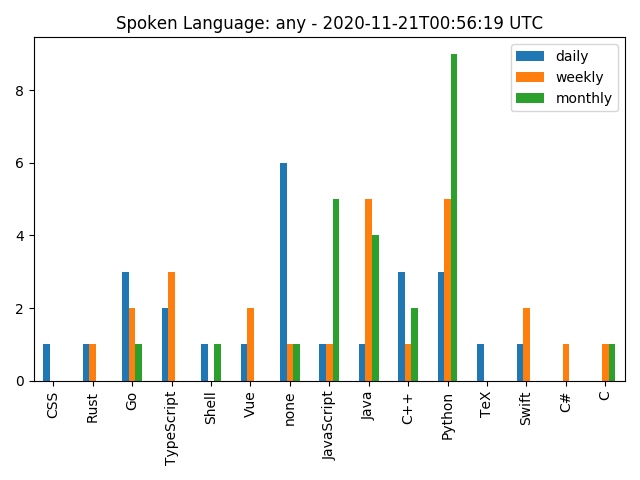 Spoken Language: any - 2020-11-21T00:56:19 UTC
daily
weekly
monthly
8
6
4
2
0
CSS
Rust
Go
TypeScript
Shell
Vue
none
JavaScript
Java
C++
Python
TeX
Swift
C#
C